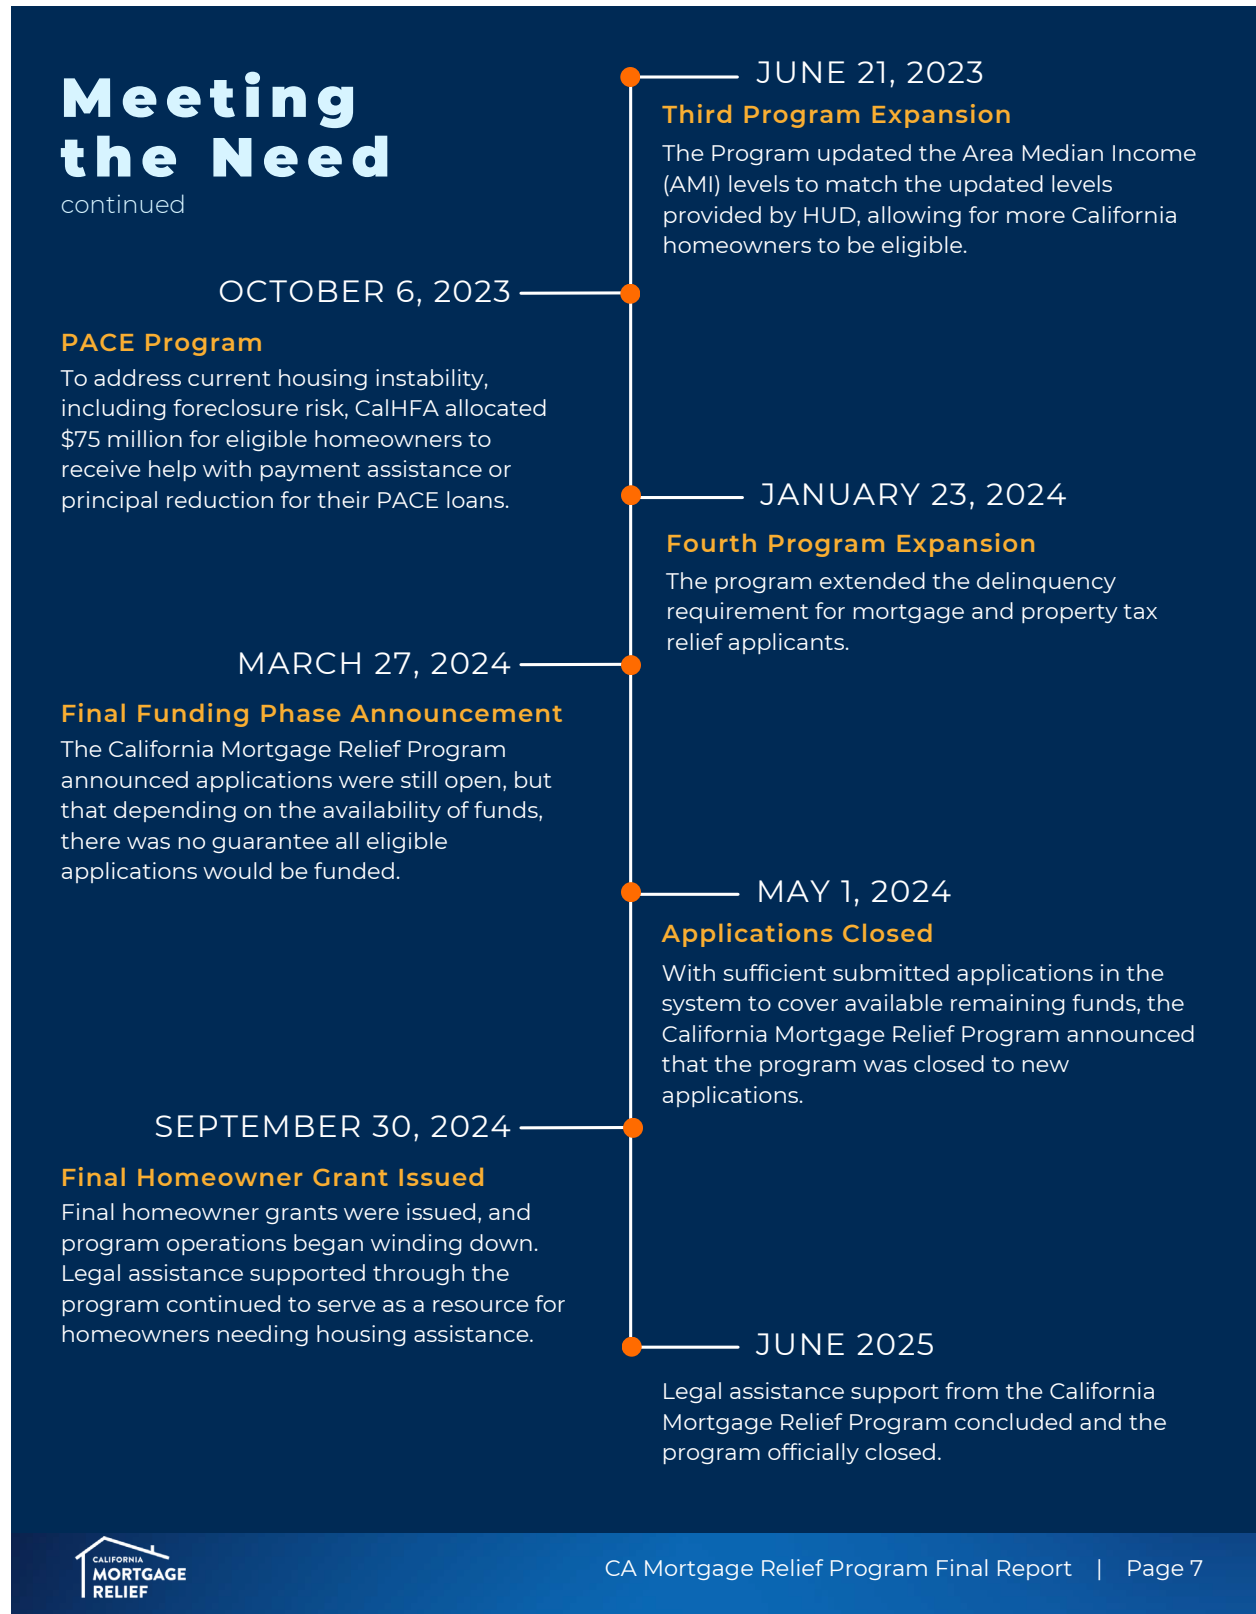 Meeting
the Need
continued
JUNE 21, 2023
Third Program Expansion
The Program updated the Area Median Income
(AMI) levels to match the updated levels
provided by HUD, allowing for more California
homeowners to be eligible.
OCTOBER 6, 2023
PACE Program
To address current housing instability,
including foreclosure risk, CalHFA allocated
$75 million for eligible homeowners to
receive help with payment assistance or
principal reduction for their PACE loans.
JANUARY 23, 2024
Fourth Program Expansion
The program extended the delinquency
requirement for mortgage and property tax
relief applicants.
MARCH 27, 2024
Final Funding Phase Announcement
The California Mortgage Relief Program
announced applications were still open, but
that depending on the availability of funds,
there was no guarantee all eligible
applications would be funded.
MAY 1, 2024
Applications Closed
With sufficient submitted applications in the
system to cover available remaining funds, the
California Mortgage Relief Program announced
that the program was closed to new
applications.
SEPTEMBER 30, 2024
Final Homeowner Grant Issued
Final homeowner grants were issued, and
program operations began winding down.
Legal assistance supported through the
program continued to serve as a resource for
homeowners needing housing assistance.
JUNE 2025
Legal assistance support from the California
Mortgage Relief Program concluded and the
program officially closed.
CALIFORNIA
MORTGAGE
RELIEF
CA Mortgage Relief Program Final Report | Page 7